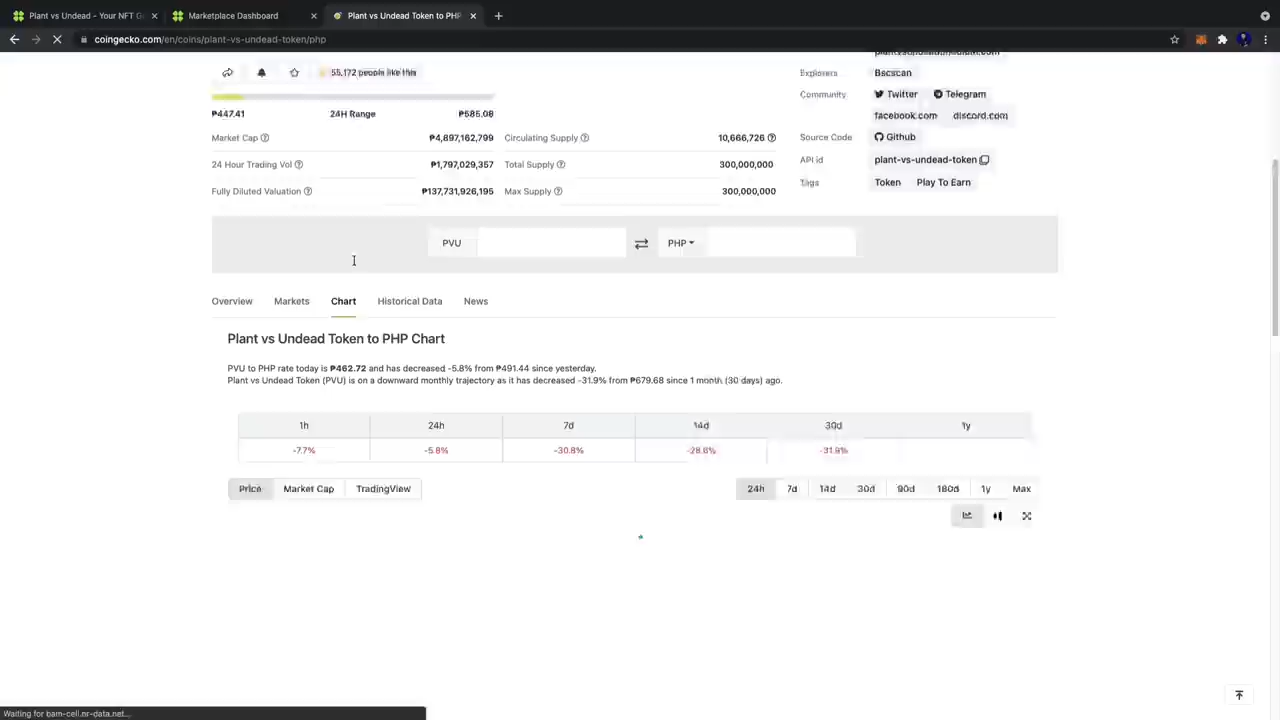 Plant vs Undead - Your NFT G
Marketplace Dashboard
Plant vs Undead Token to PHP
coingecko.com/en/coins/plant-vs-undead-token/php
55,172 people like this
Explorers Bscscan
Community Twitter Telegram
facebook.com discord.com
₱447.41 24H Range ₱585.08
Market Cap ₱4,897,162,799 Circulating Supply 10,666,726
Source Code Github
24 Hour Trading Vol ₱1,797,029,357 Total Supply 300,000,000
API id plant-vs-undead-token
Fully Diluted Valuation ₱137,731,926,195 Max Supply 300,000,000
Tags Token Play To Earn
PVU PHP
Overview Markets Chart Historical Data News
Plant vs Undead Token to PHP Chart
PVU to PHP rate today is ₱462.72 and has decreased -5.8% from ₱491.44 since yesterday.
Plant vs Undead Token (PVU) is on a downward monthly trajectory as it has decreased -31.9% from ₱679.68 since 1 month (30 days) ago.
1h 24h 7d 14d 30d 1y
-7.7% -5.8% -30.8% -28.8% -31.9%
Price Market Cap TradingView 24h 7d 14d 30d 90d 180d 1y Max
Waiting for bam-cell.nr-data.net...